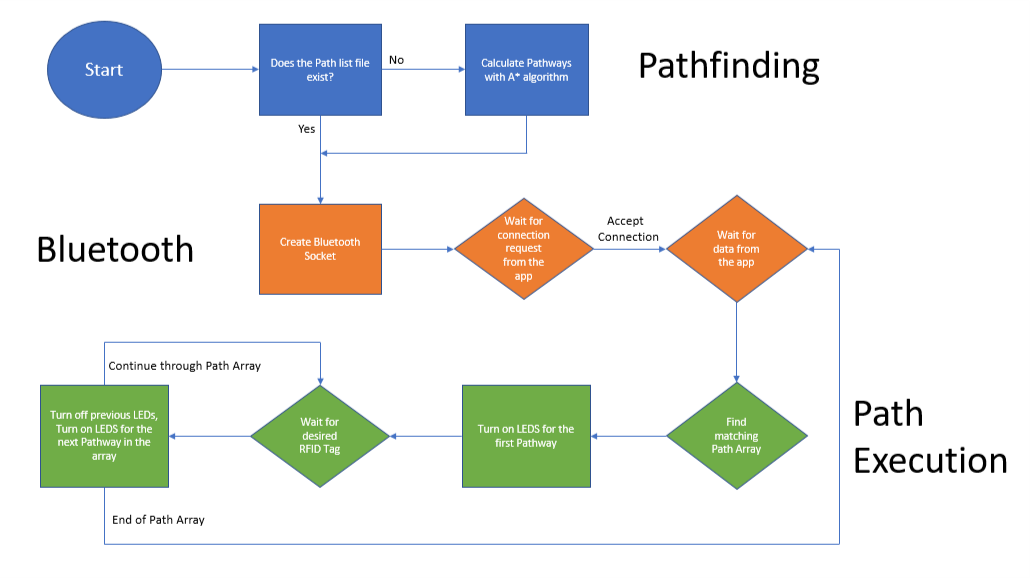 Start
Does the Path list file
exist?
No
Calculate Pathways
with A* algorithm
Pathfinding
Yes
Bluetooth
Create Bluetooth
Socket
Wait for
connection
request
from the
app
Accept
Connection
Wait for
data from
the app
Continue through Path Array
Turn off previous LEDs,
Turn on LEDS for the
next Pathway in the
array
Wait for
desired
RFID Tag
Turn on LEDS for the
first Pathway
Find
matching
Path Array
Path
Execution
End of Path Array